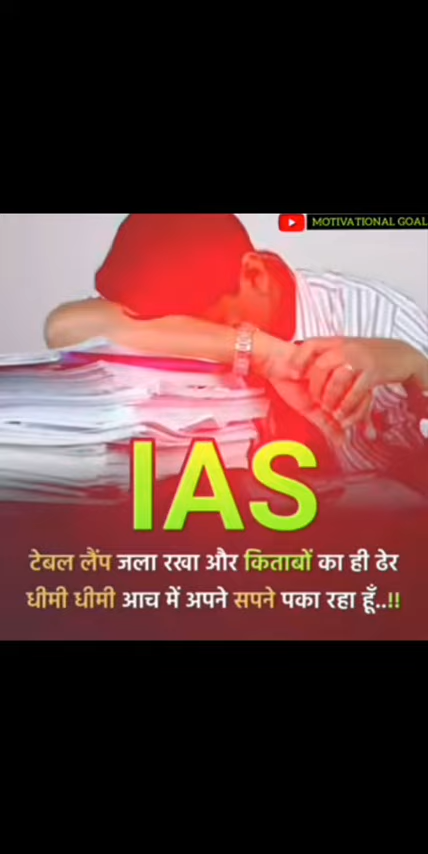 MOTIVATIONAL GOAL
IAS
टेबल लैंप जला रखा और किताबों का ही ढेर
धीमी धीमी आच में अपने सपने पका रहा हूँ..!!